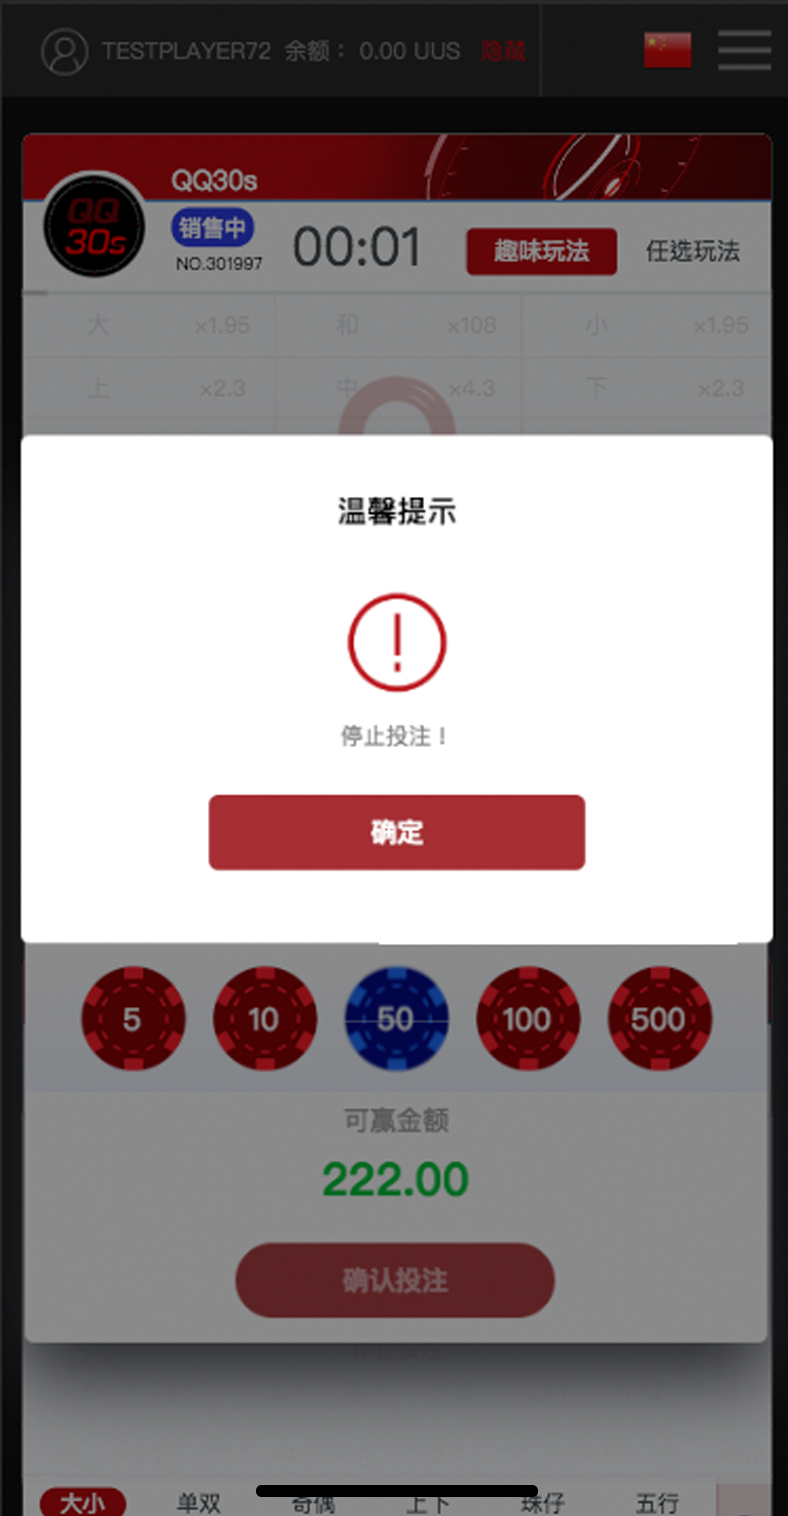 TESTPLAYER72 余额： 0.00 UUS 隐藏
QQ30s
QQ
30s
销售中
NO.301997
00:01
趣味玩法
任选玩法
大 ×1.95 和 ×108 小 ×1.95
上 ×2.3 中 ×4.3 下 ×2.3
温馨提示
停止投注！
确定
5 10 50 100 500
可赢金额
222.00
确认投注
大小 单双 奇偶 上下 珠仔 五行